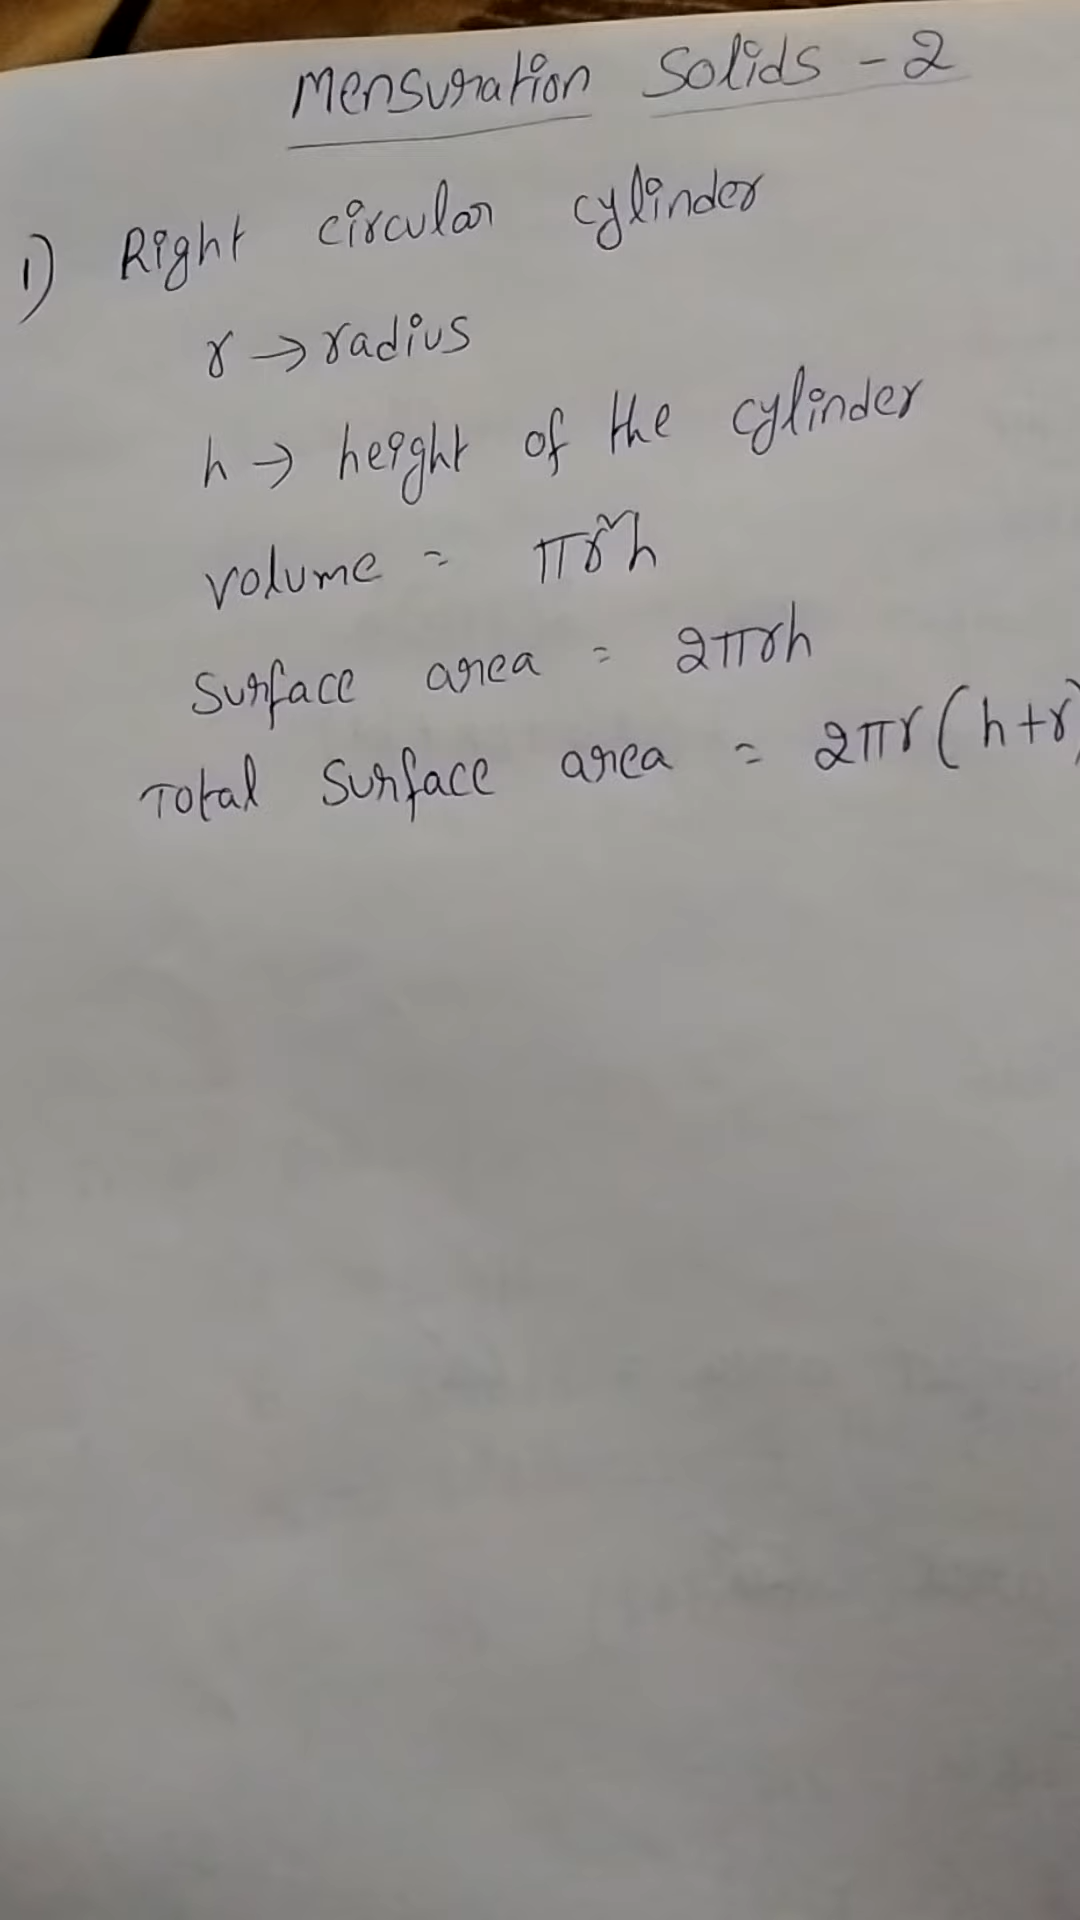 Mensuration Solids - 2
1) Right circular cylinder
r → radius
h → height of the cylinder
volume = πr²h
Surface area = 2πrh
Total Surface area = 2πr(h+r)